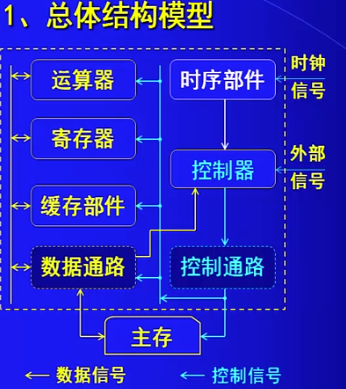 1、总体结构模型
运算器
时序部件
时钟
信号
寄存器
控制器
外部
信号
缓存部件
数据通路
控制通路
主存
数据信号
控制信号